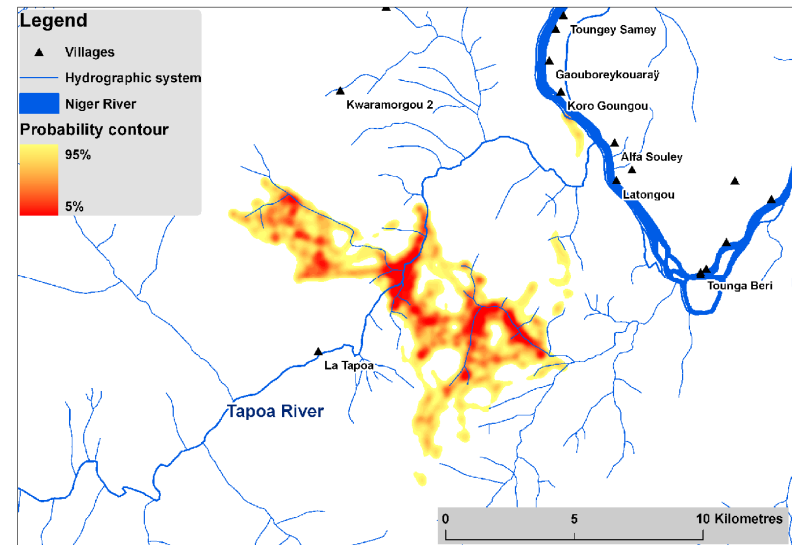 Legend
Villages
Hydrographic system
Niger River
Probability contour
95%
5%
Toungey Samey
Gaouboreykouaraÿ
Kwaramorgou 2
Koro Goungou
Alfa Souley
Latongou
Tounga Beri
La Tapoa
Tapoa River
0 5 10 Kilometres